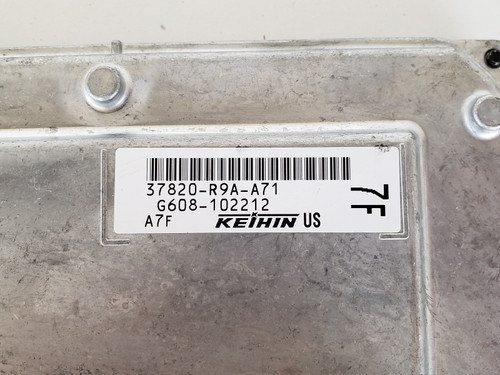 37820-R9A-A71
G608-102212
A7F KEIHIN US
7F